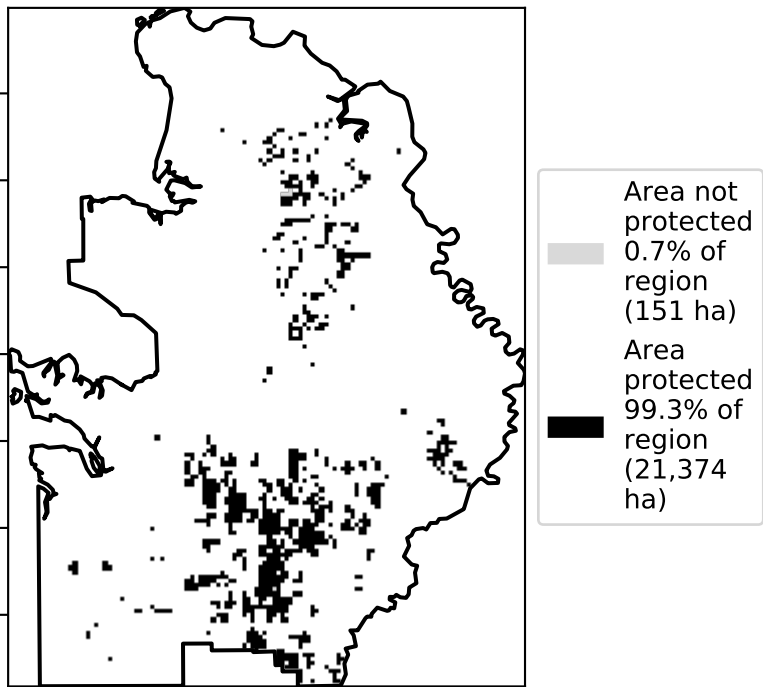 Area not
protected
0.7% of
region
(151 ha)
Area
protected
99.3% of
region
(21,374
ha)